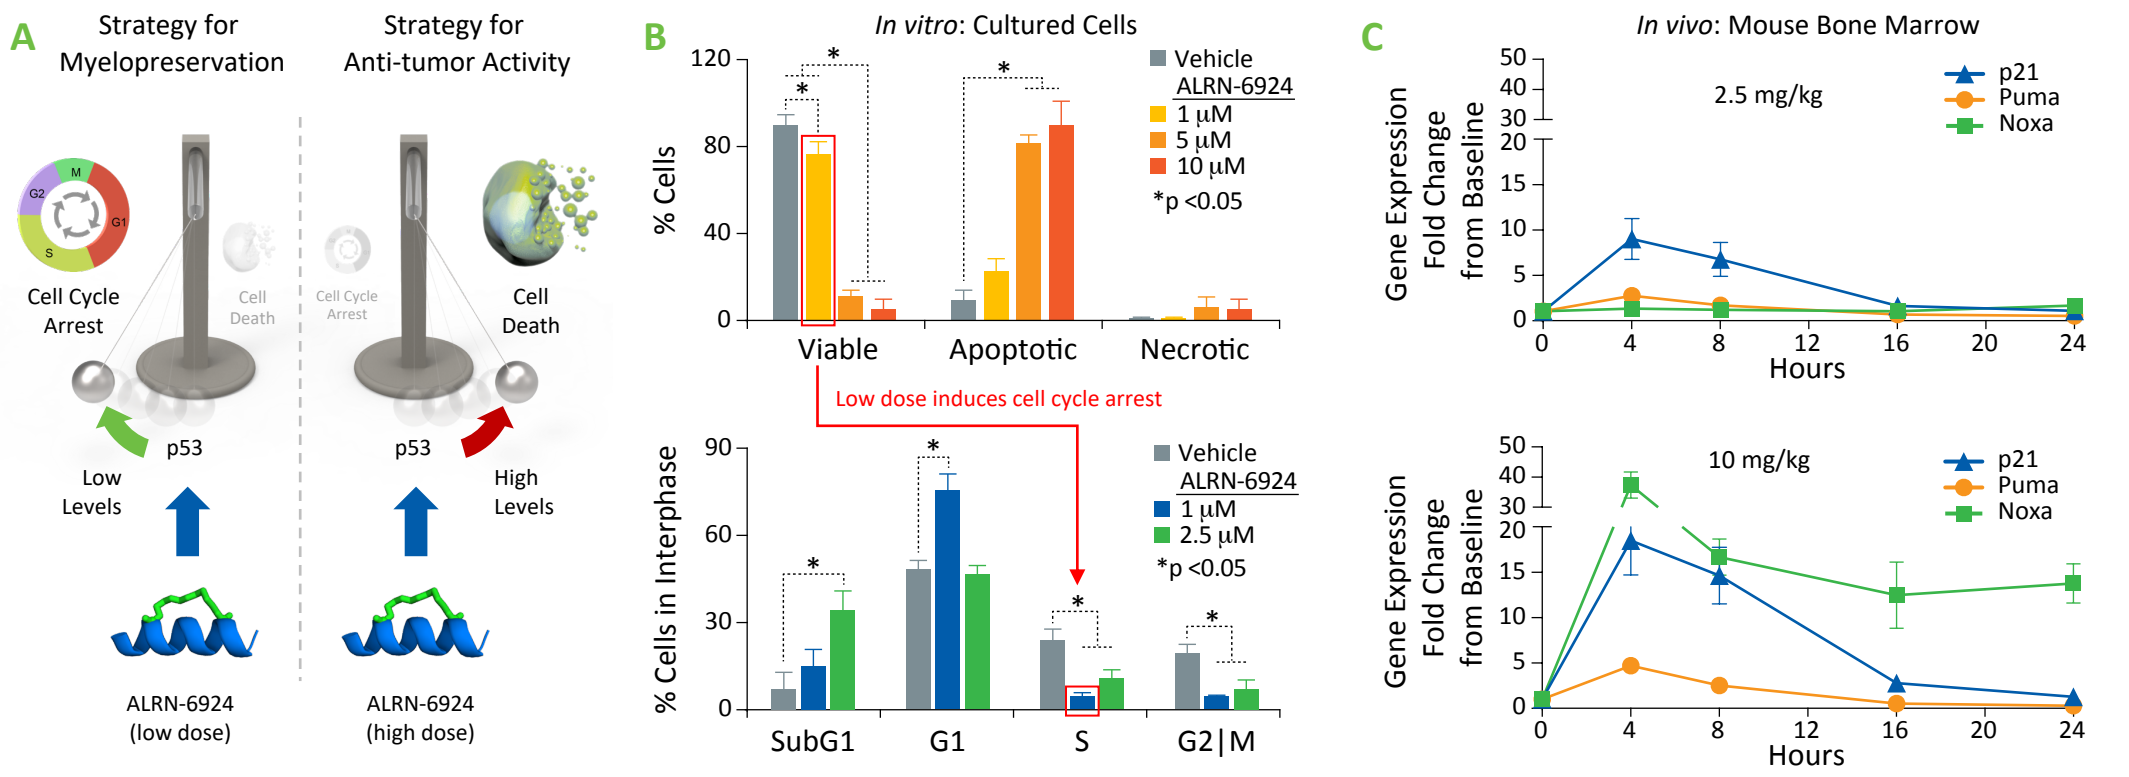 A
Strategy for
Myelopreservation
Strategy for
Anti-tumor Activity
M
G2
G1
S
Cell Cycle
Arrest
Cell
Death
Cell Cycle
Arrest
Cell
Death
p53
Low
Levels
p53
High
Levels
ALRN-6924
(low dose)
ALRN-6924
(high dose)
B
In vitro: Cultured Cells
% Cells
120
80
40
0
*
*
*
Vehicle
ALRN-6924
1 µM
5 µM
10 µM
*p <0.05
Viable
Apoptotic
Necrotic
Low dose induces cell cycle arrest
% Cells in Interphase
90
60
30
0
*
*
*
*
Vehicle
ALRN-6924
1 µM
2.5 µM
*p <0.05
SubG1
G1
S
G2|M
C
In vivo: Mouse Bone Marrow
Gene Expression
Fold Change
from Baseline
50
40
30
20
15
10
5
0
2.5 mg/kg
p21
Puma
Noxa
0 4 8 12 16 20 24
Hours
Gene Expression
Fold Change
from Baseline
50
40
30
20
15
10
5
0
10 mg/kg
p21
Puma
Noxa
0 4 8 12 16 20 24
Hours